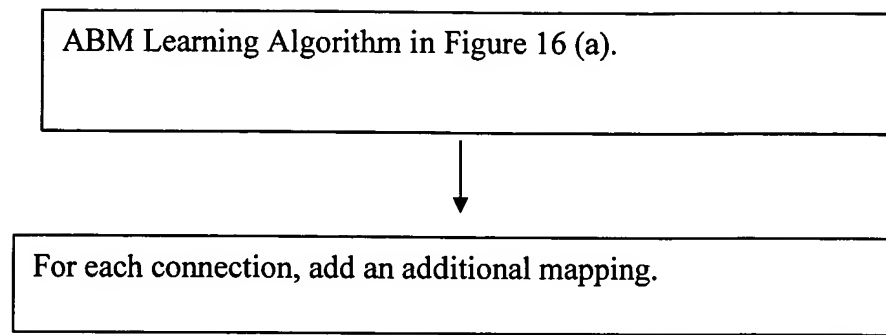 ABM Learning Algorithm in Figure 16 (a).
For each connection, add an additional mapping.